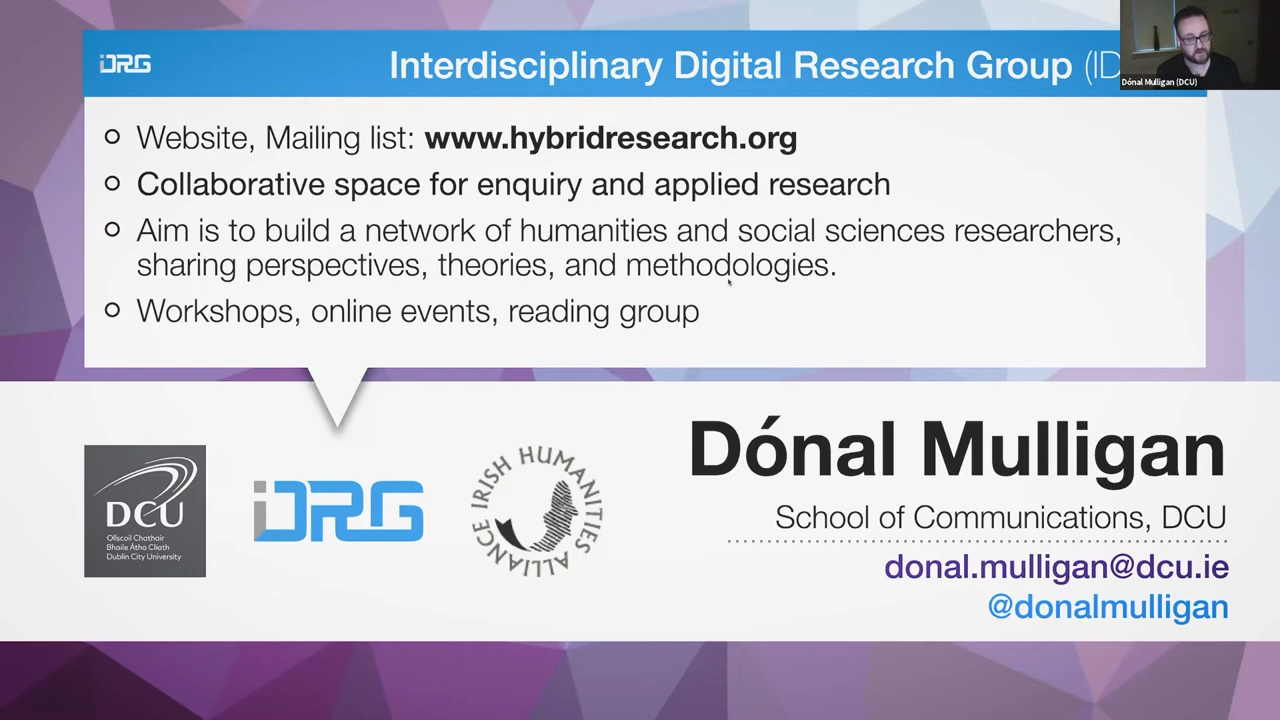 iDRG
Interdisciplinary Digital Research Group (ID
Dónal Mulligan (DCU)
Website, Mailing list: www.hybridresearch.org
Collaborative space for enquiry and applied research
Aim is to build a network of humanities and social sciences researchers,
sharing perspectives, theories, and methodologies.
Workshops, online events, reading group
DCU
Ollscoil Chathair
Bhaile Átha Cliath
Dublin City University
iDRG
IRISH HUMANITIES ALLIANCE
Dónal Mulligan
School of Communications, DCU
donal.mulligan@dcu.ie
@donalmulligan